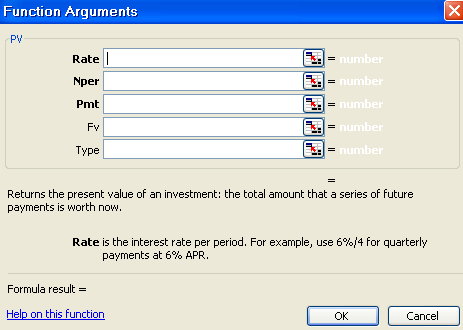 Function Arguments
PV
Rate = number
Nper = number
Pmt = number
Fv = number
Type = number
=
Returns the present value of an investment: the total amount that a series of future
payments is worth now.
Rate is the interest rate per period. For example, use 6%/4 for quarterly
payments at 6% APR.
Formula result =
Help on this function
OK Cancel